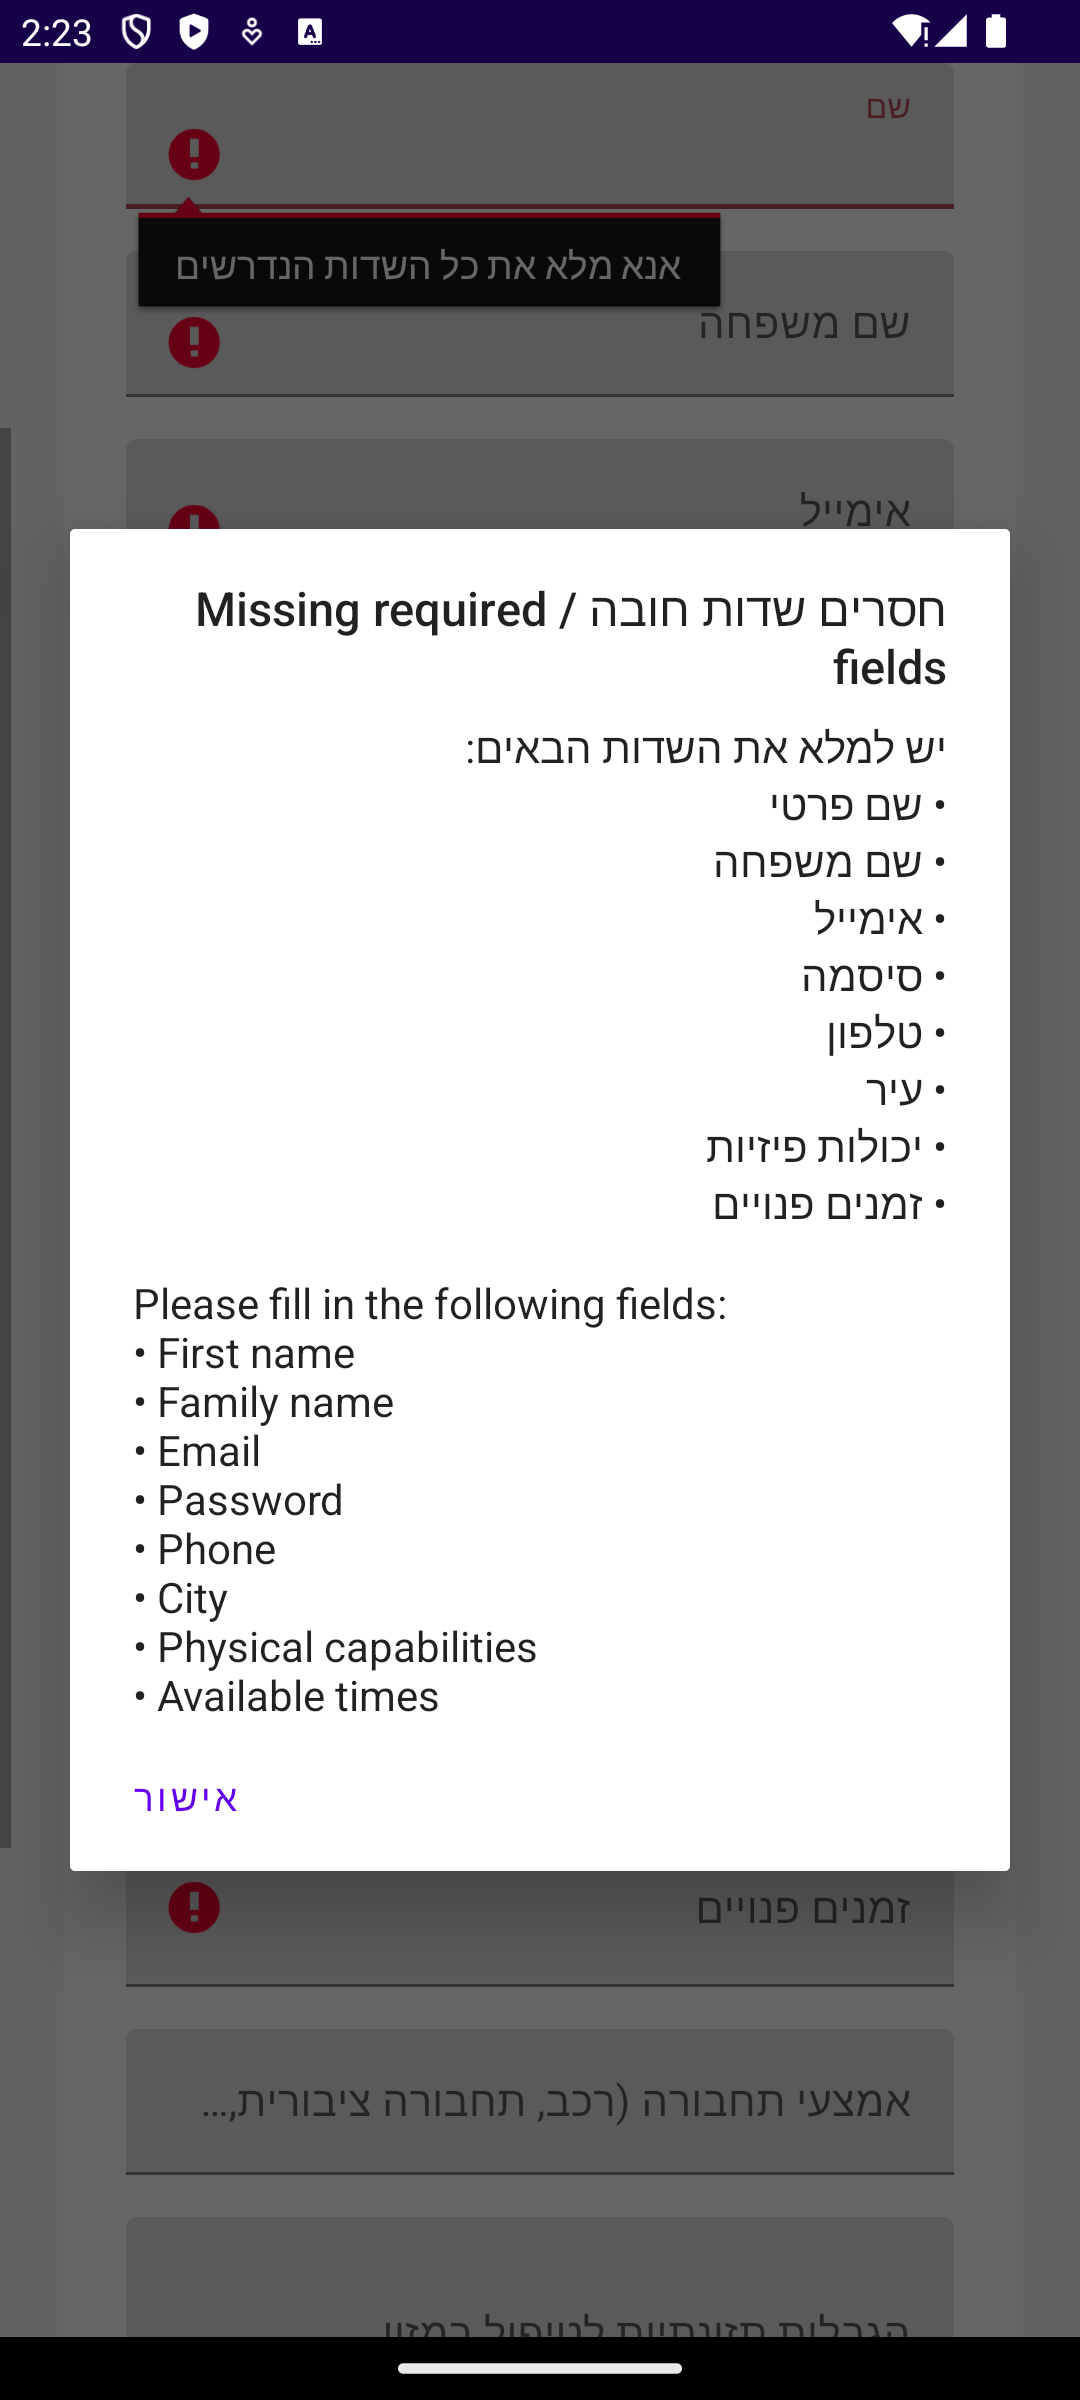 2:23
שם
אנא מלא את כל השדות הנדרשים
שם משפחה
אימייל
חסרים שדות חובה / Missing required
fields
יש למלא את השדות הבאים:
• שם פרטי
• שם משפחה
• אימייל
• סיסמה
• טלפון
• עיר
• יכולות פיזיות
• זמנים פנויים
Please fill in the following fields:
• First name
• Family name
• Email
• Password
• Phone
• City
• Physical capabilities
• Available times
אישור
זמנים פנויים
אמצעי תחבורה (רכב, תחבורה ציבורית,...